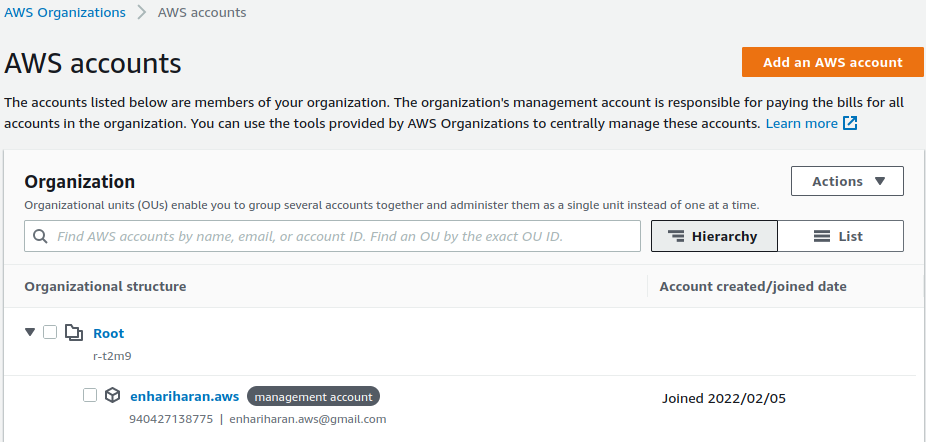 AWS Organizations > AWS accounts
AWS accounts
Add an AWS account
The accounts listed below are members of your organization. The organization's management account is responsible for paying the bills for all
accounts in the organization. You can use the tools provided by AWS Organizations to centrally manage these accounts. Learn more
Organization
Actions
Organizational units (OUs) enable you to group several accounts together and administer them as a single unit instead of one at a time.
Find AWS accounts by name, email, or account ID. Find an OU by the exact OU ID.
Hierarchy
List
Organizational structure
Account created/joined date
Root
r-t2m9
enhariharan.aws management account
Joined 2022/02/05
940427138775 | enhariharan.aws@gmail.com